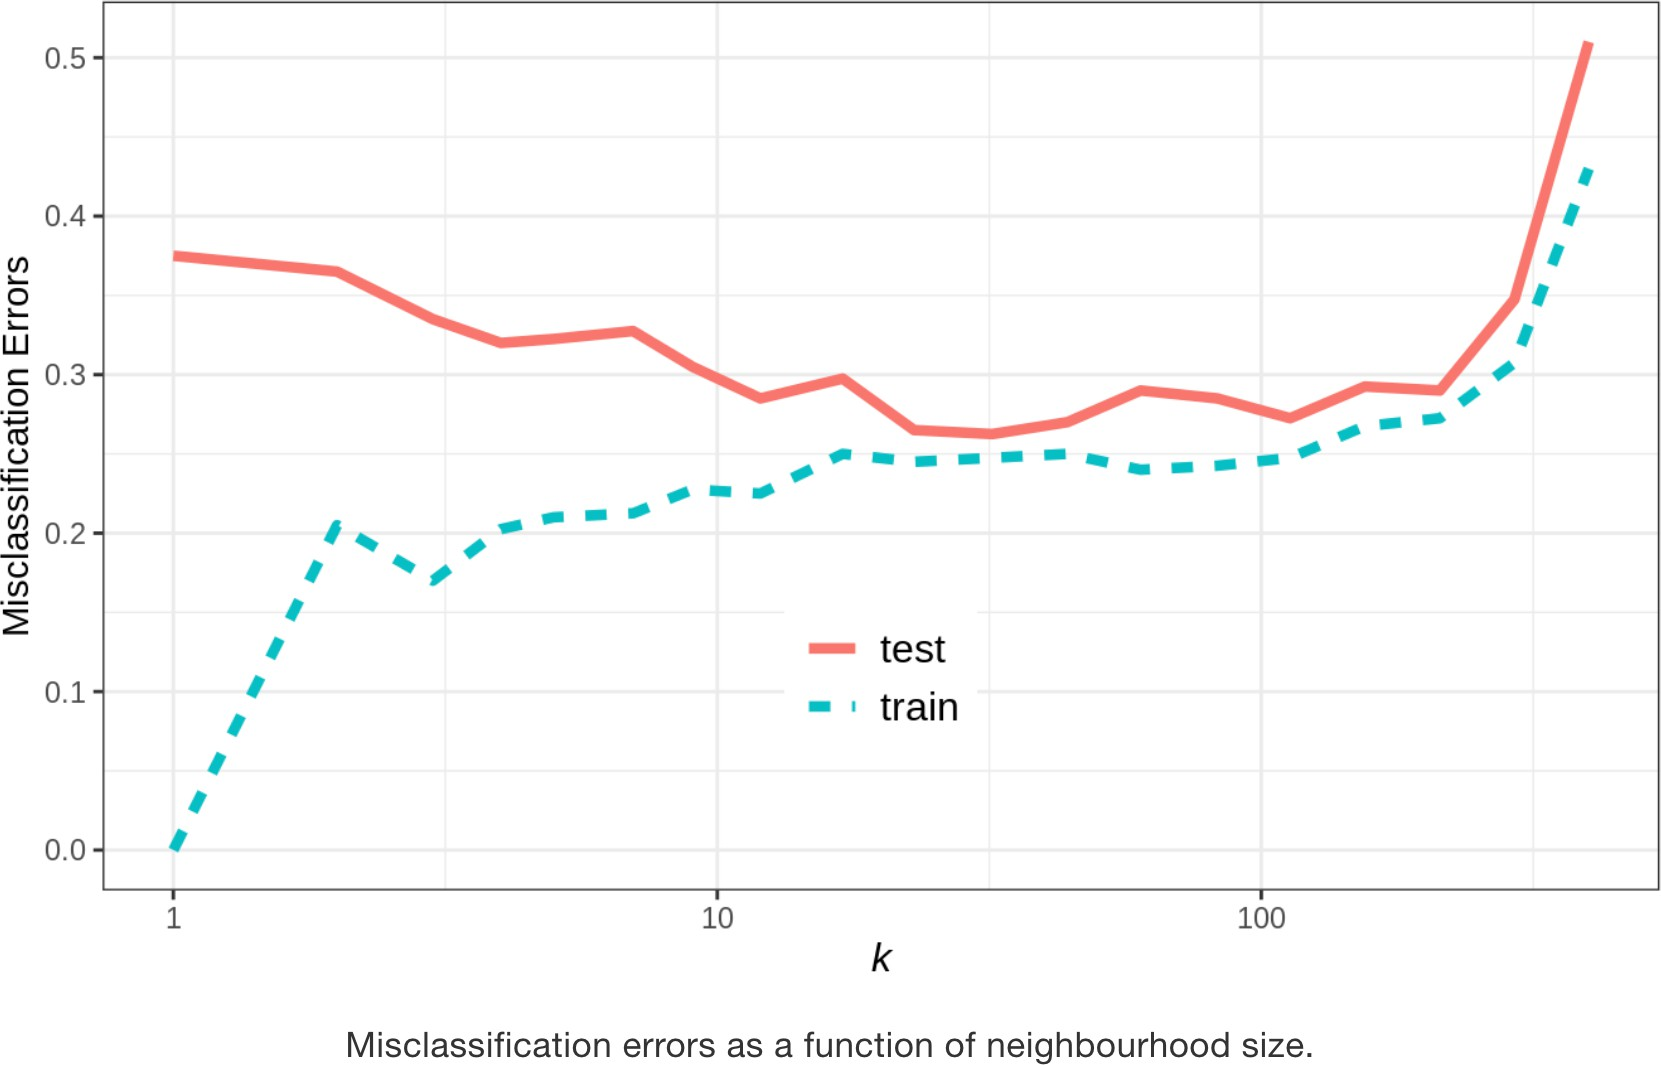 Misclassification Errors
0.5
0.4
0.3
0.2
0.1
0.0
test
train
1 10 100
k
Misclassification errors as a function of neighbourhood size.